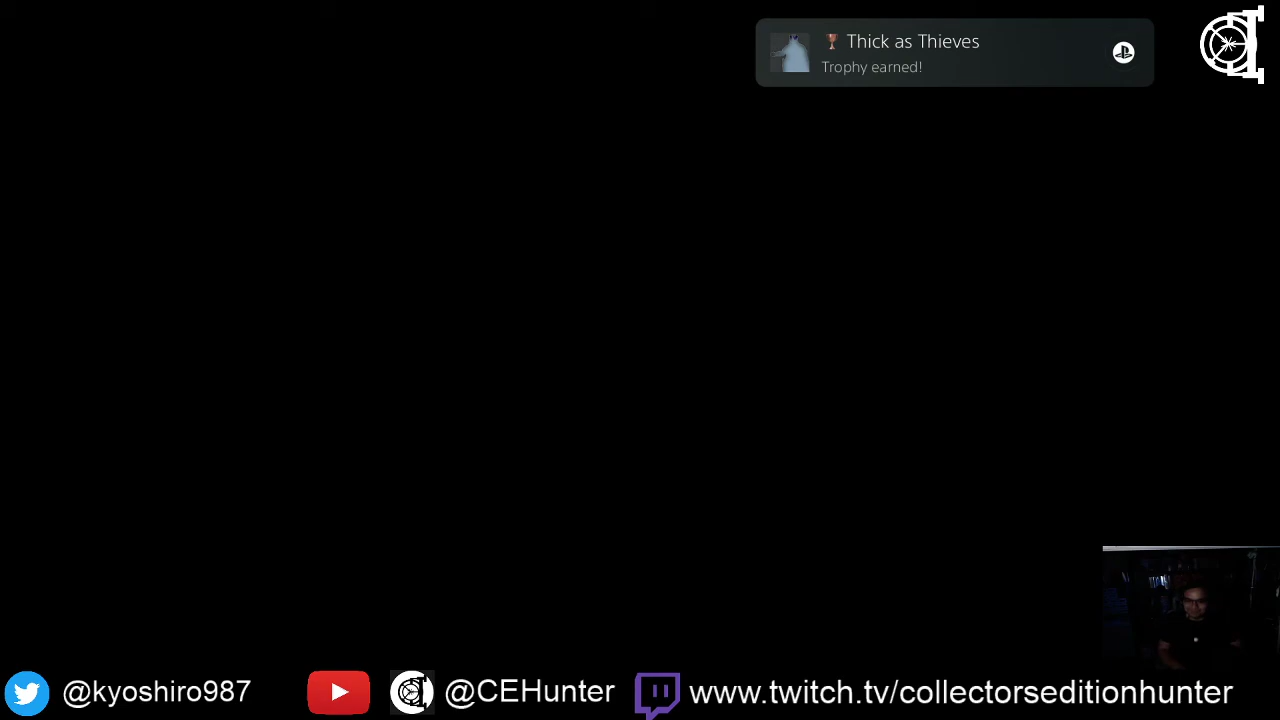 Thick as Thieves
Trophy earned!
@kyoshiro987
@CEHunter
www.twitch.tv/collectorseditionhunter